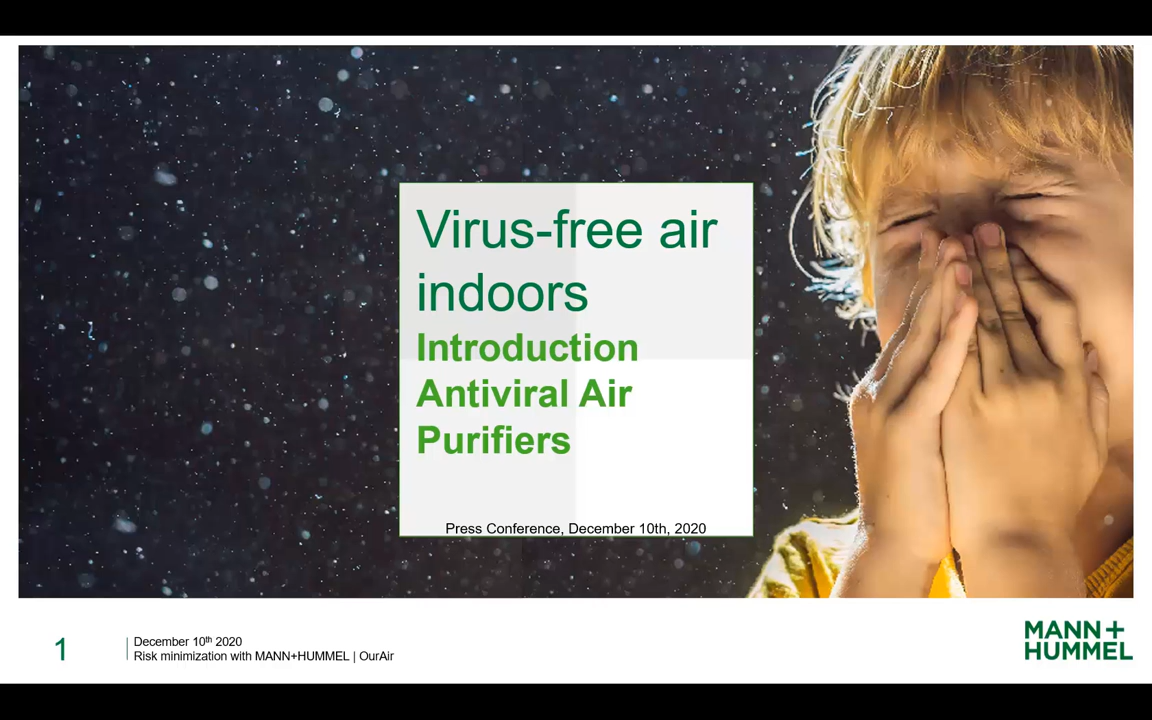 Virus-free air
indoors
Introduction
Antiviral Air
Purifiers
Press Conference, December 10th, 2020
1
December 10th 2020
Risk minimization with MANN+HUMMEL | OurAir
MANN+
HUMMEL